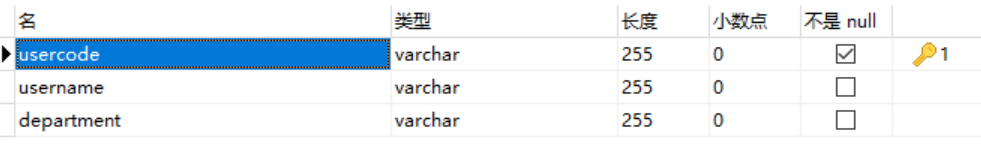 名 类型 长度 小数点 不是 null
usercode varchar 255 0 1
username varchar 255 0
department varchar 255 0